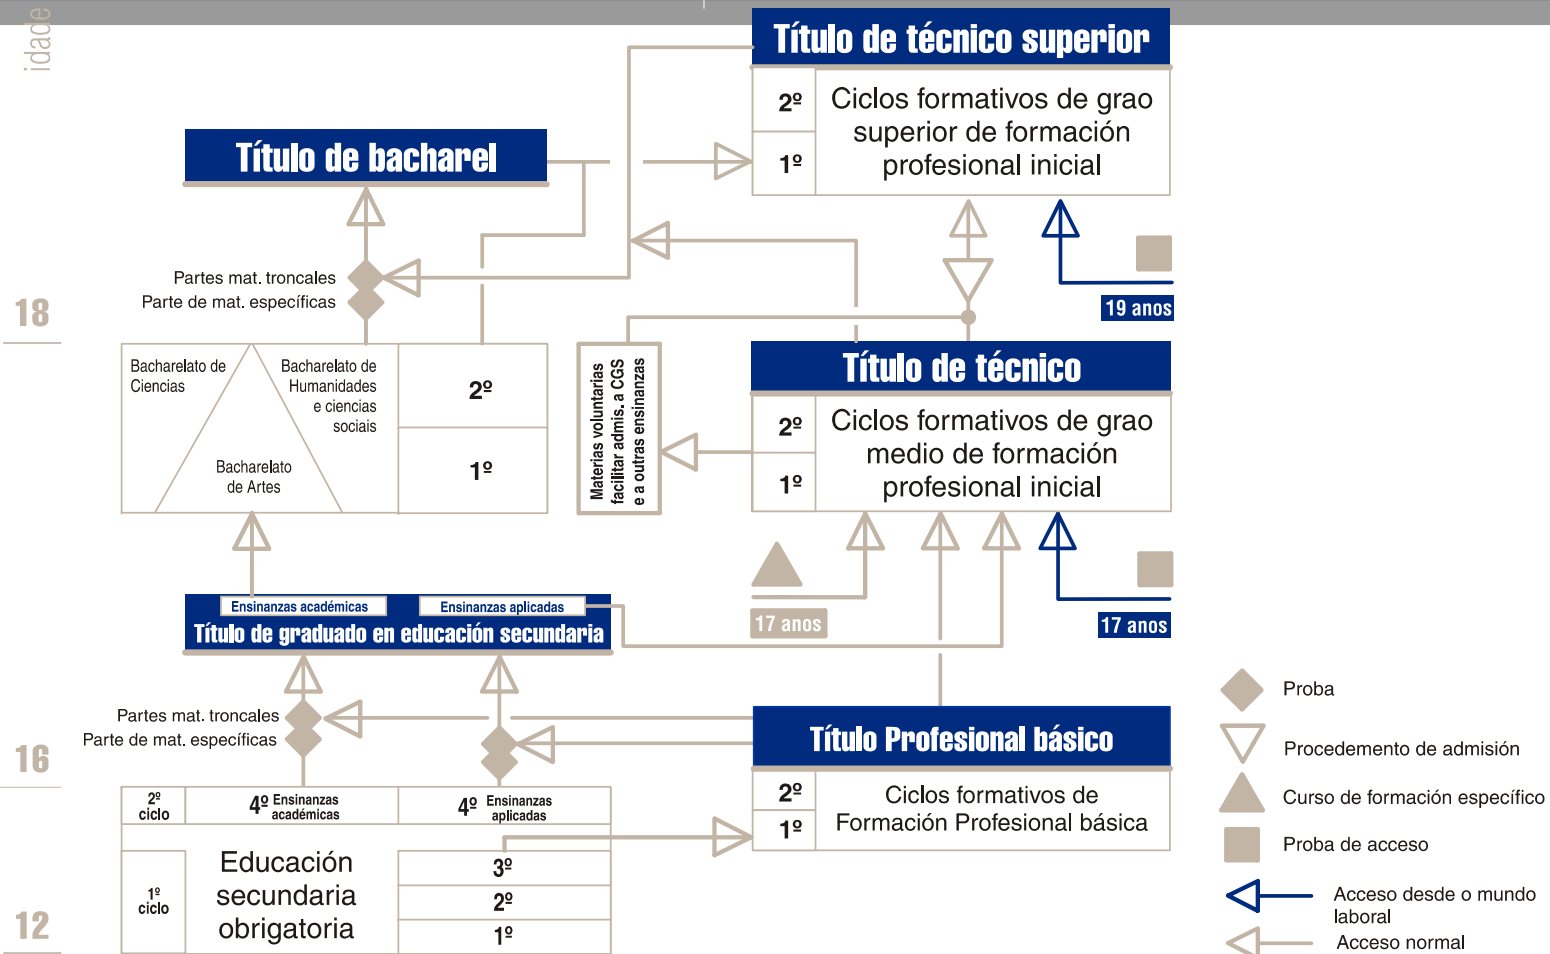 idade
Título de técnico superior
2º
1º
Ciclos formativos de grao
superior de formación
profesional inicial
Título de bacharel
Partes mat. troncales
Parte de mat. específicas
18
19 anos
Bacharelato de
Ciencias
Bacharelato de
Humanidades
e ciencias
sociais
Bacharelato
de Artes
2º
1º
Materias voluntarias
facilitar admis. a CGS
e a outras ensinanzas
Título de técnico
2º
1º
Ciclos formativos de grao
medio de formación
profesional inicial
17 anos
17 anos
Ensinanzas académicas
Ensinanzas aplicadas
Título de graduado en educación secundaria
Partes mat. troncales
Parte de mat. específicas
16
Título Profesional básico
2º
1º
Ciclos formativos de
Formación Profesional básica
2º
ciclo
4º Ensinanzas
académicas
4º Ensinanzas
aplicadas
1º
ciclo
Educación
secundaria
obrigatoria
3º
2º
1º
12
Proba
Procedemento de admisión
Curso de formación específico
Proba de acceso
Acceso desde o mundo
laboral
Acceso normal